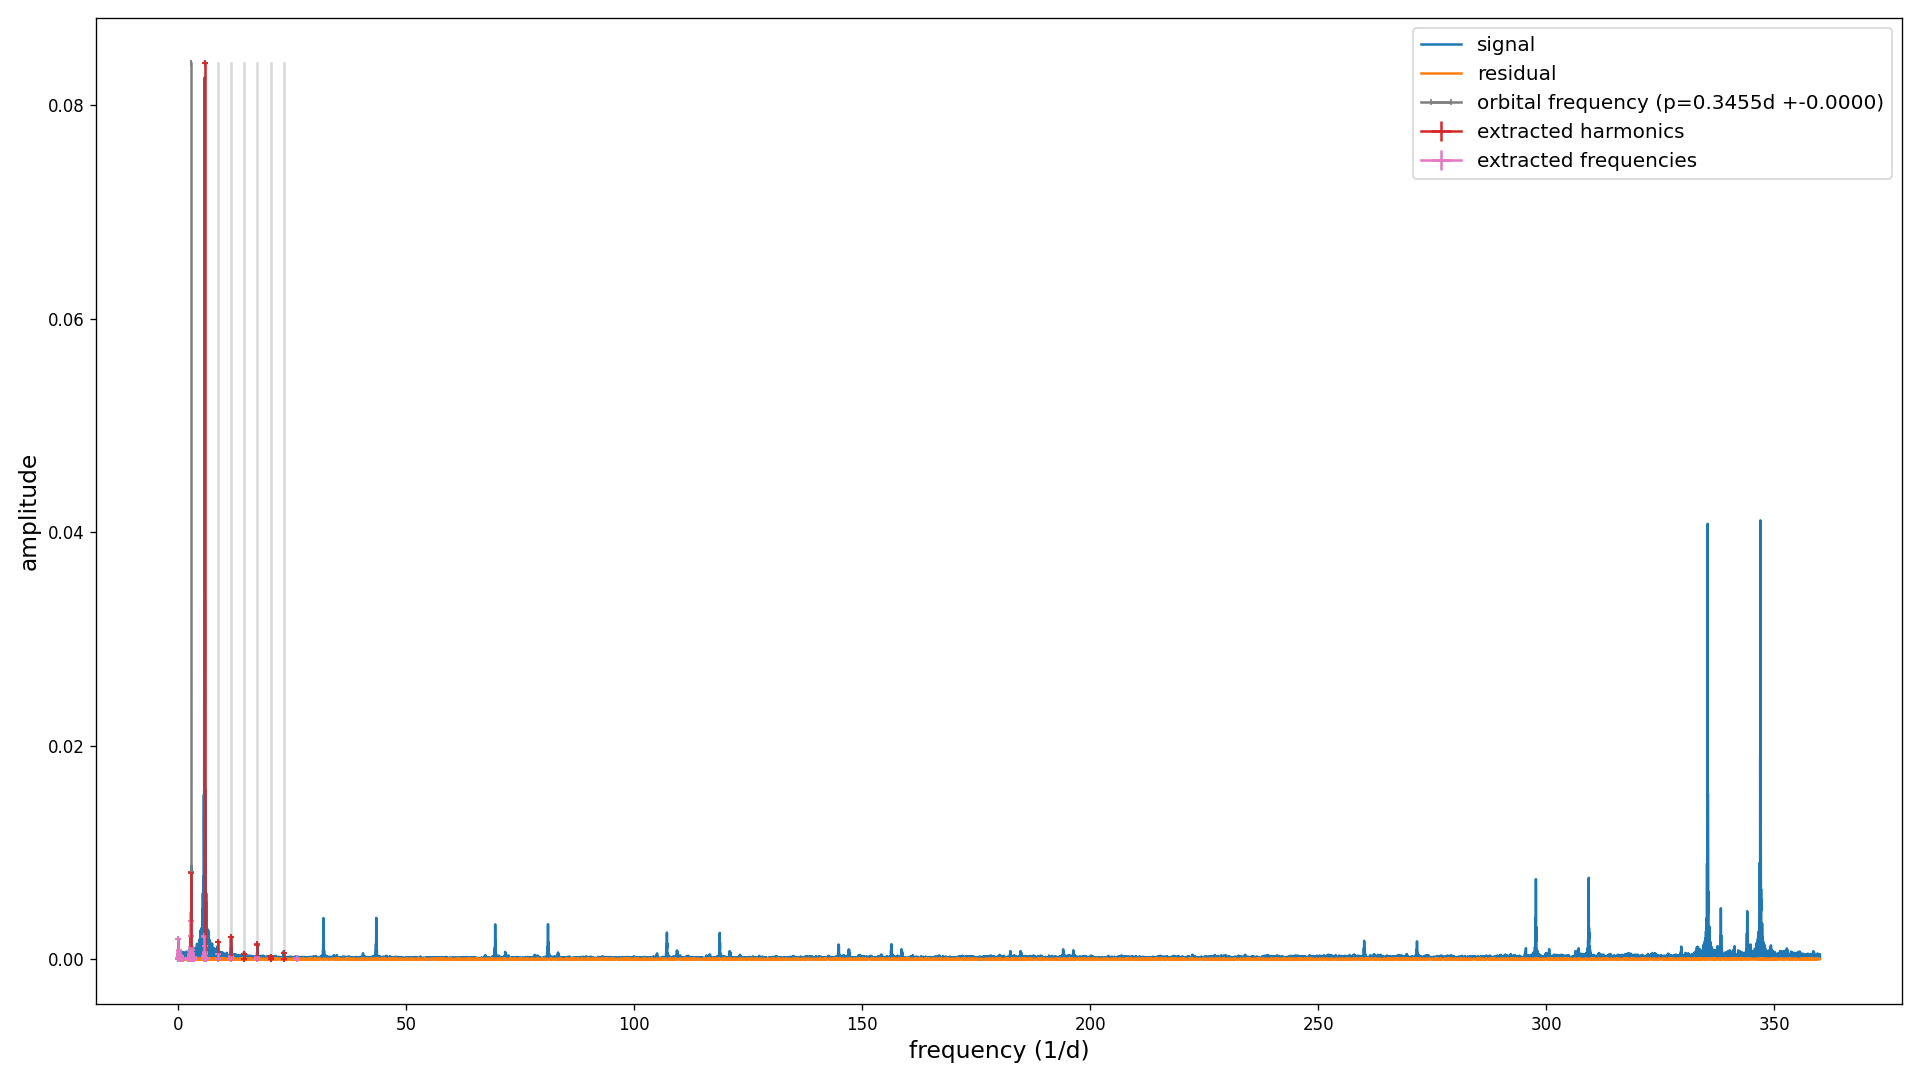 signal
residual
orbital frequency (p=0.3455d +-0.0000)
extracted harmonics
extracted frequencies
amplitude
0.08
0.06
0.04
0.02
0.00
0 50 100 150 200 250 300 350
frequency (1/d)